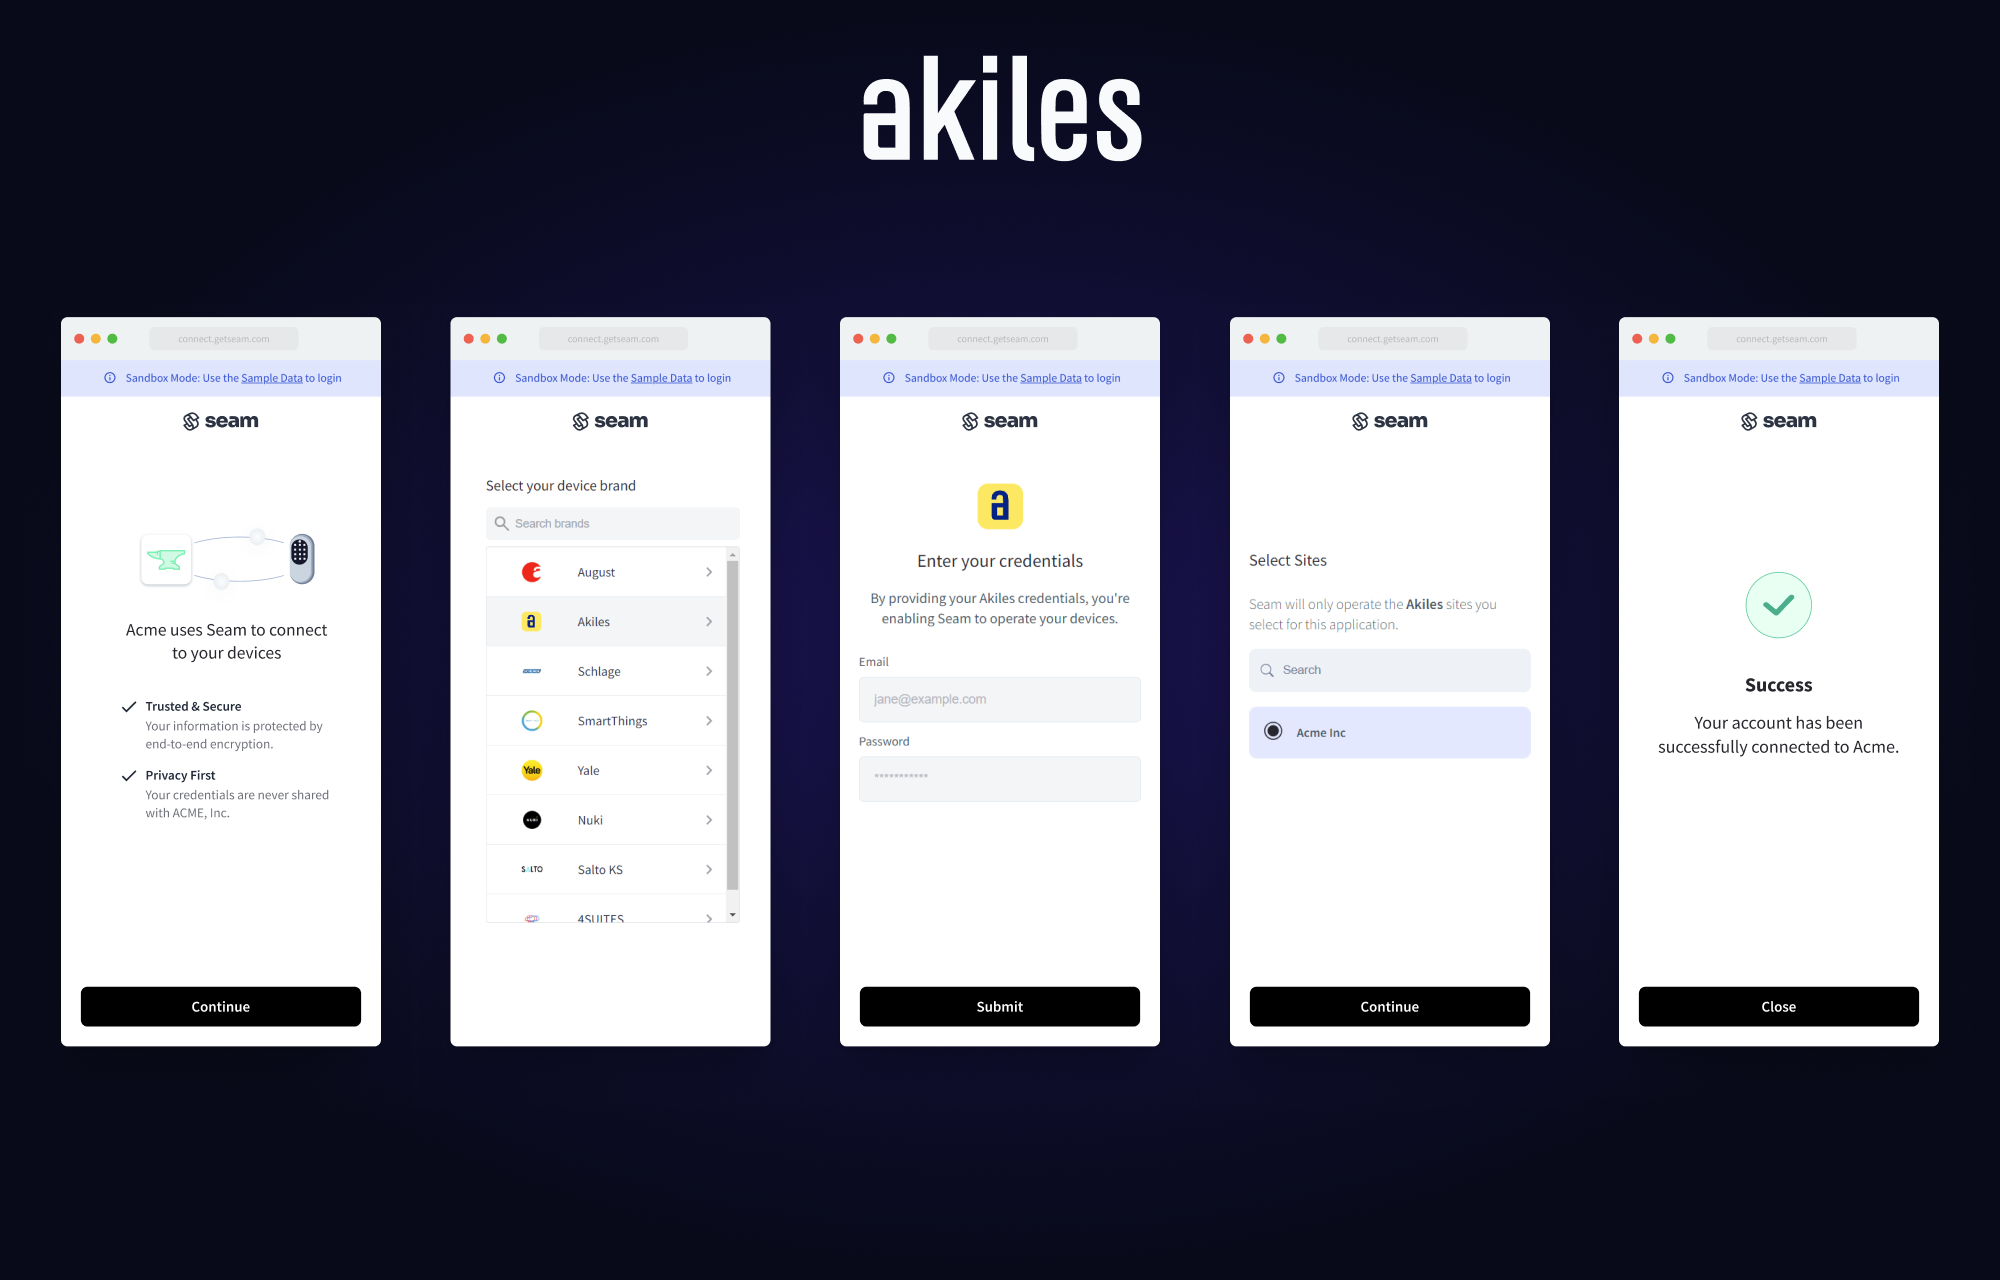 akiles
connect.getseam.com
Sandbox Mode: Use the Sample Data to login
seam
Acme uses Seam to connect
to your devices
Trusted & Secure
Your information is protected by
end-to-end encryption.
Privacy First
Your credentials are never shared
with ACME, Inc.
Continue
connect.getseam.com
Sandbox Mode: Use the Sample Data to login
seam
Select your device brand
Search brands
August
a Akiles
Schlage
SmartThings
Yale Yale
NUKI Nuki
SALTO Salto KS
4SUITES
connect.getseam.com
Sandbox Mode: Use the Sample Data to login
seam
a
Enter your credentials
By providing your Akiles credentials, you're
enabling Seam to operate your devices.
Email
jane@example.com
Password
***********
Submit
connect.getseam.com
Sandbox Mode: Use the Sample Data to login
seam
Select Sites
Seam will only operate the Akiles sites you
select for this application.
Search
Acme Inc
Continue
connect.getseam.com
Sandbox Mode: Use the Sample Data to login
seam
Success
Your account has been
successfully connected to Acme.
Close